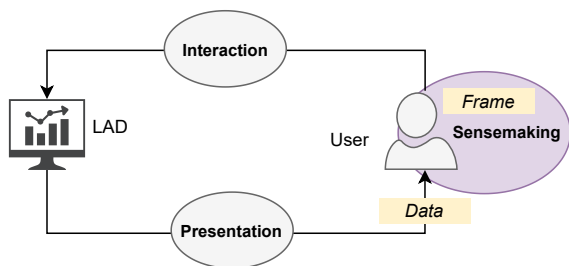 Interaction
Frame
LAD
User
Sensemaking
Data
Presentation